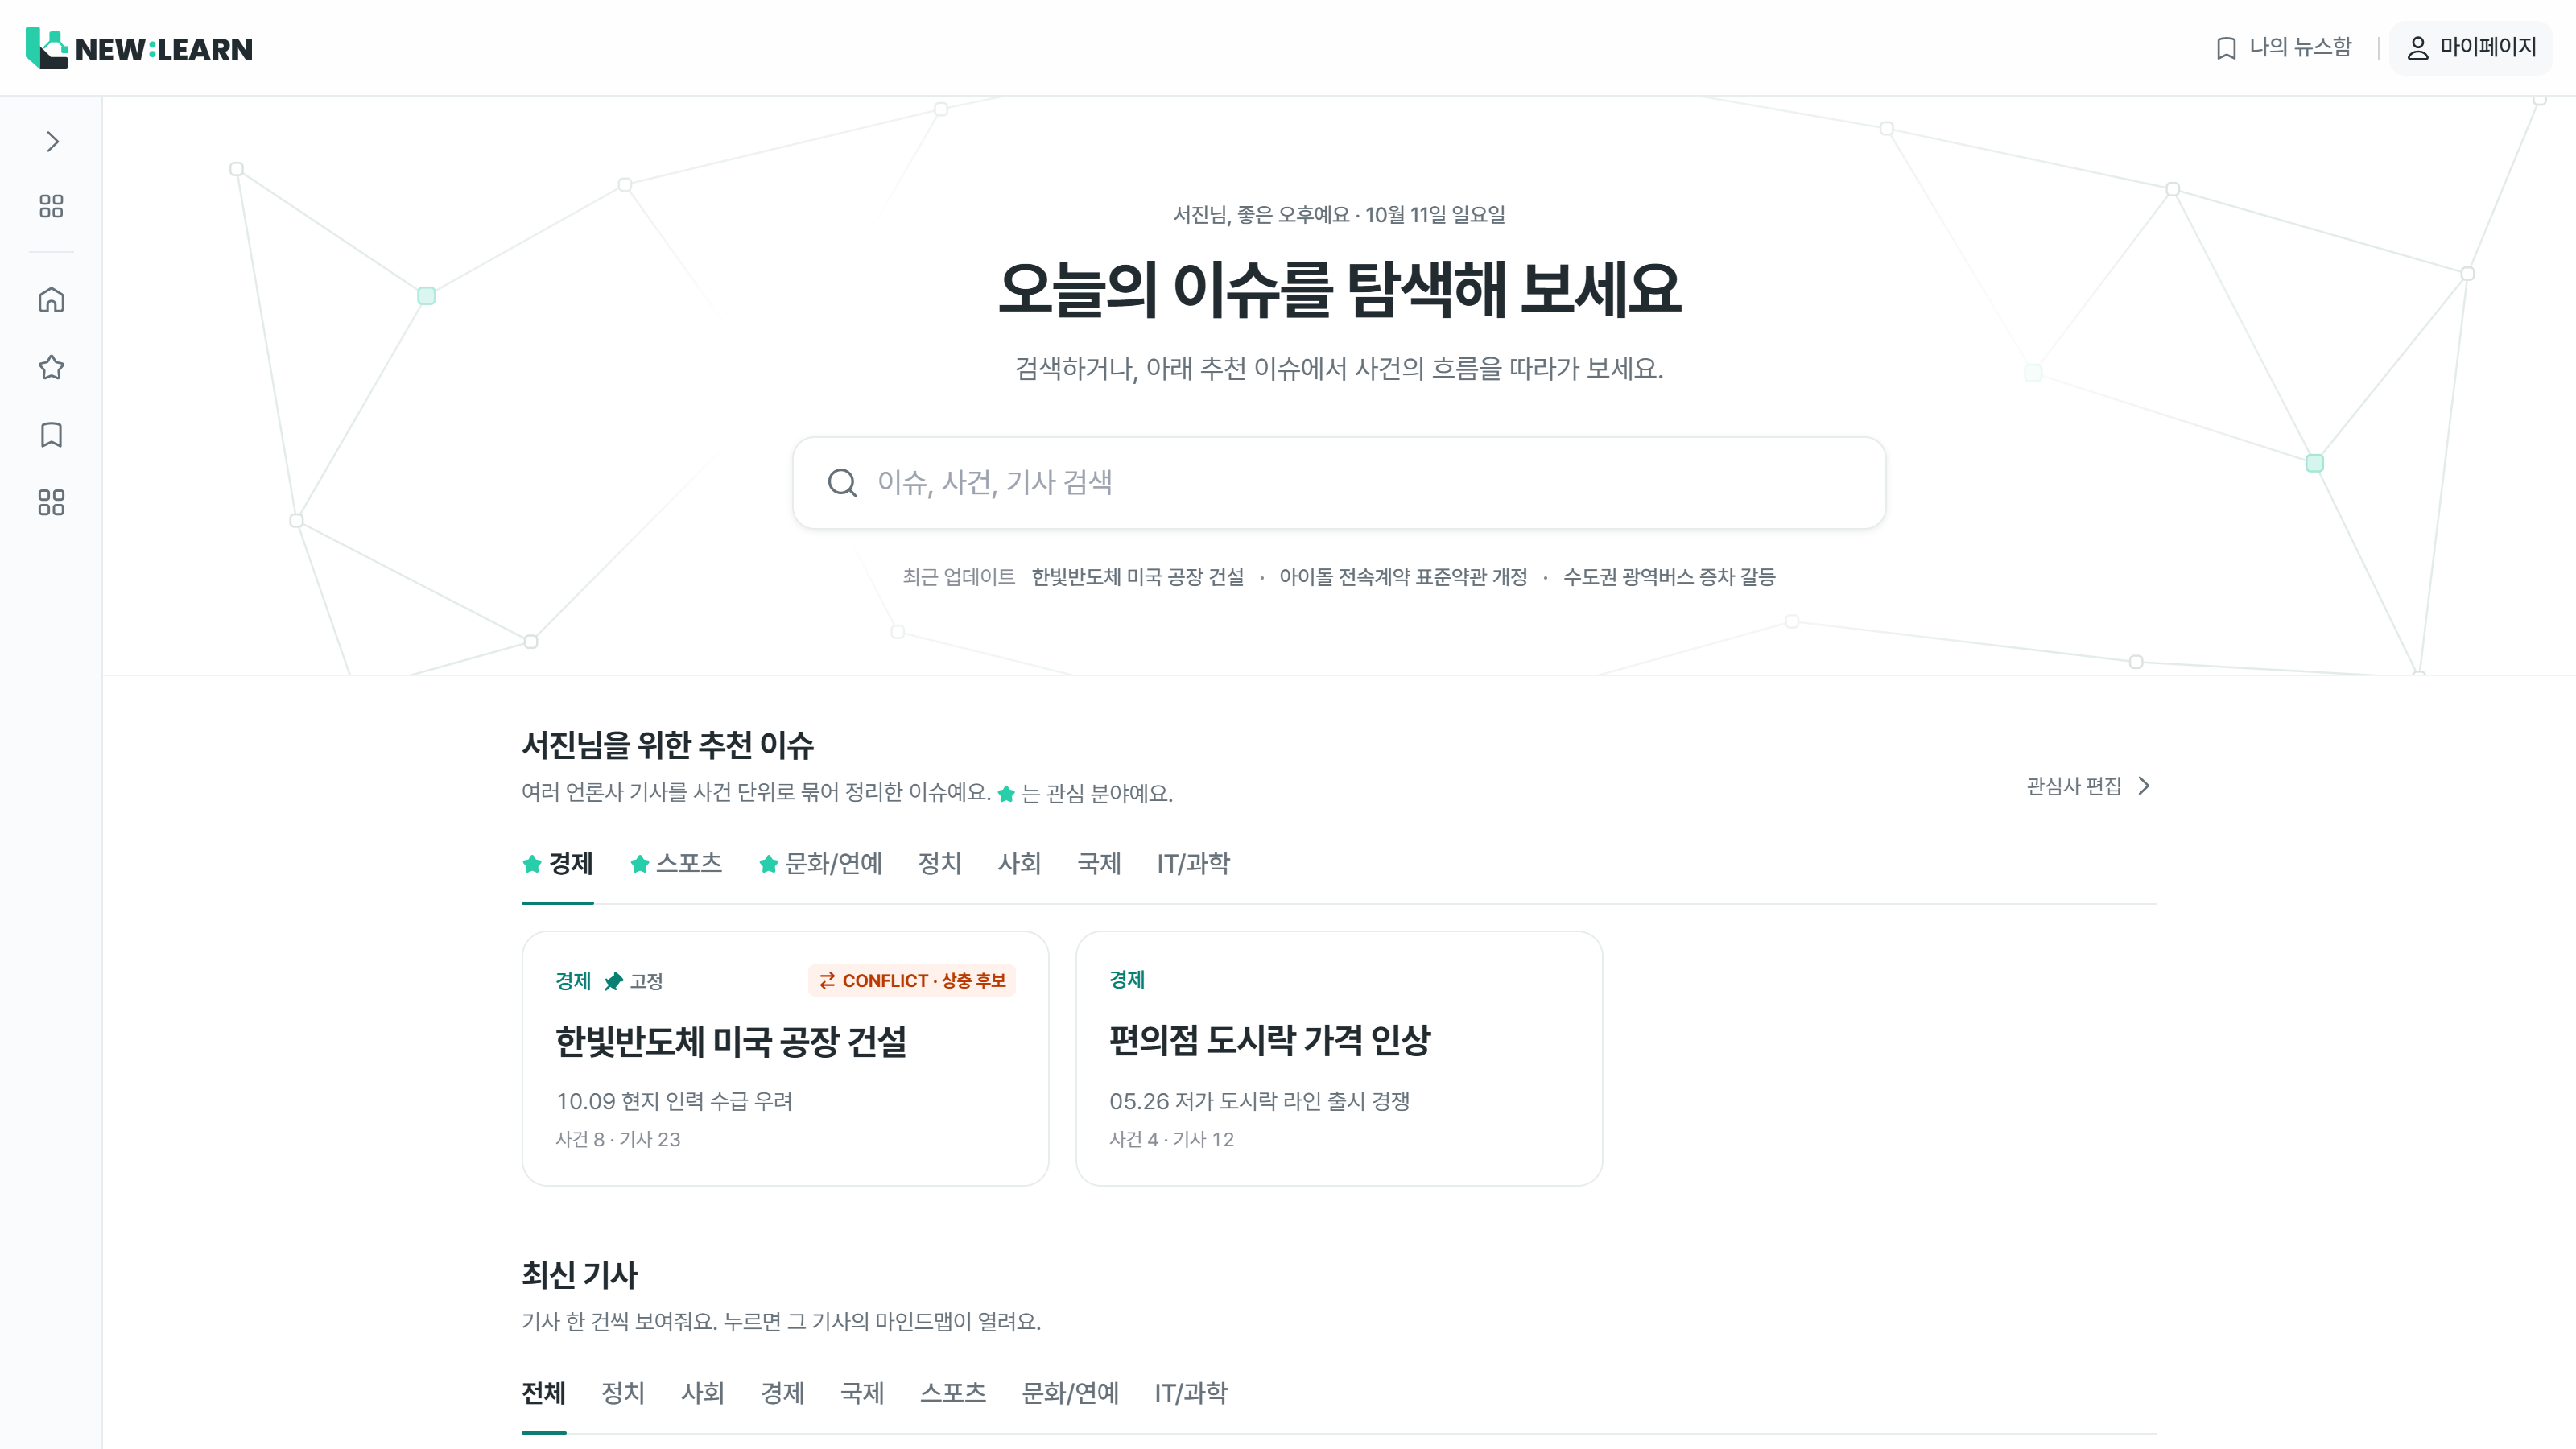 NEW:LEARN
나의 뉴스함
마이페이지
서진님, 좋은 오후예요 · 10월 11일 일요일
오늘의 이슈를 탐색해 보세요
검색하거나, 아래 추천 이슈에서 사건의 흐름을 따라가 보세요.
이슈, 사건, 기사 검색
최근 업데이트 한빛반도체 미국 공장 건설 · 아이돌 전속계약 표준약관 개정 · 수도권 광역버스 증차 갈등
서진님을 위한 추천 이슈
여러 언론사 기사를 사건 단위로 묶어 정리한 이슈예요. ★ 는 관심 분야예요.
관심사 편집
★ 경제 ★ 스포츠 ★ 문화/연예 정치 사회 국제 IT/과학
경제 고정 CONFLICT · 상충 후보
한빛반도체 미국 공장 건설
10.09 현지 인력 수급 우려
사건 8 · 기사 23
경제
편의점 도시락 가격 인상
05.26 저가 도시락 라인 출시 경쟁
사건 4 · 기사 12
최신 기사
기사 한 건씩 보여줘요. 누르면 그 기사의 마인드맵이 열려요.
전체 정치 사회 경제 국제 스포츠 문화/연예 IT/과학